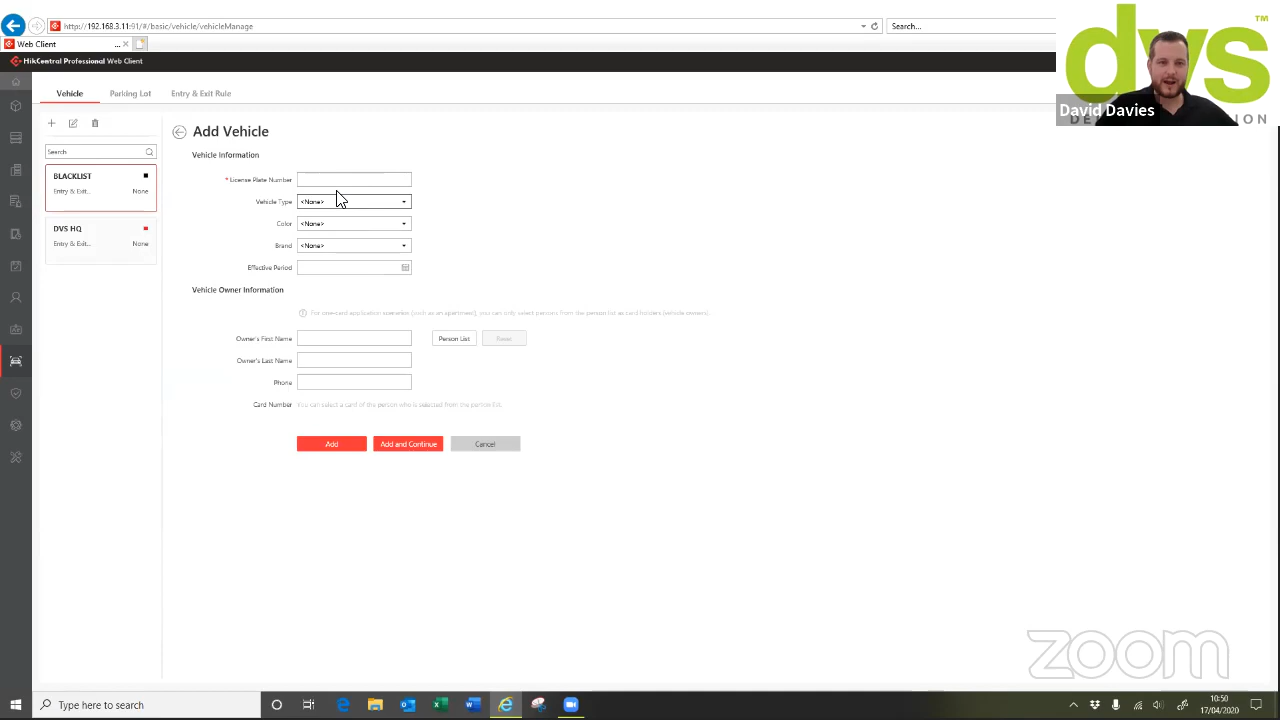 http://192.168.3.11:91/#/basic/vehicle/vehicleManage
Search...
Web Client
...
HikCentral Professional Web Client
Vehicle
Parking Lot
Entry & Exit Rule
dvs™
David Davies
Search
BLACKLIST
Entry & Exit... None
DVS HQ
Entry & Exit... None
Add Vehicle
Vehicle Information
* License Plate Number
Vehicle Type <None>
Color <None>
Brand <None>
Effective Period
Vehicle Owner Information
For one-card application scenarios (such as an apartment), you can only select persons from the person list as card holders (vehicle owners).
Owner's First Name
Person List
Owner's Last Name
Phone
Card Number You can select a card of the person who is selected from the person list.
Add
Add and Continue
Cancel
zoom
Type here to search
10:50
17/04/2020